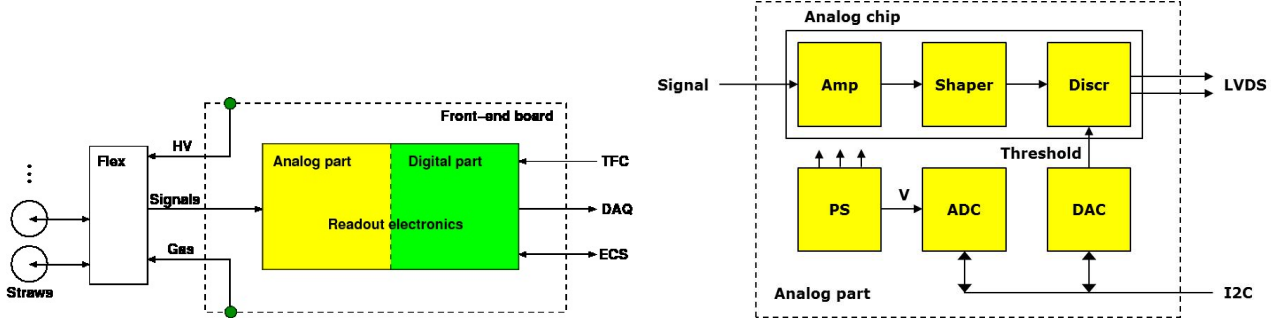 Front-end board
HV
Flex
Analog part
Digital part
TFC
Signals
DAQ
Readout electronics
Gas
ECS
Straws
Analog chip
Signal
Amp
Shaper
Discr
LVDS
Threshold
PS
V
ADC
DAC
Analog part
I2C